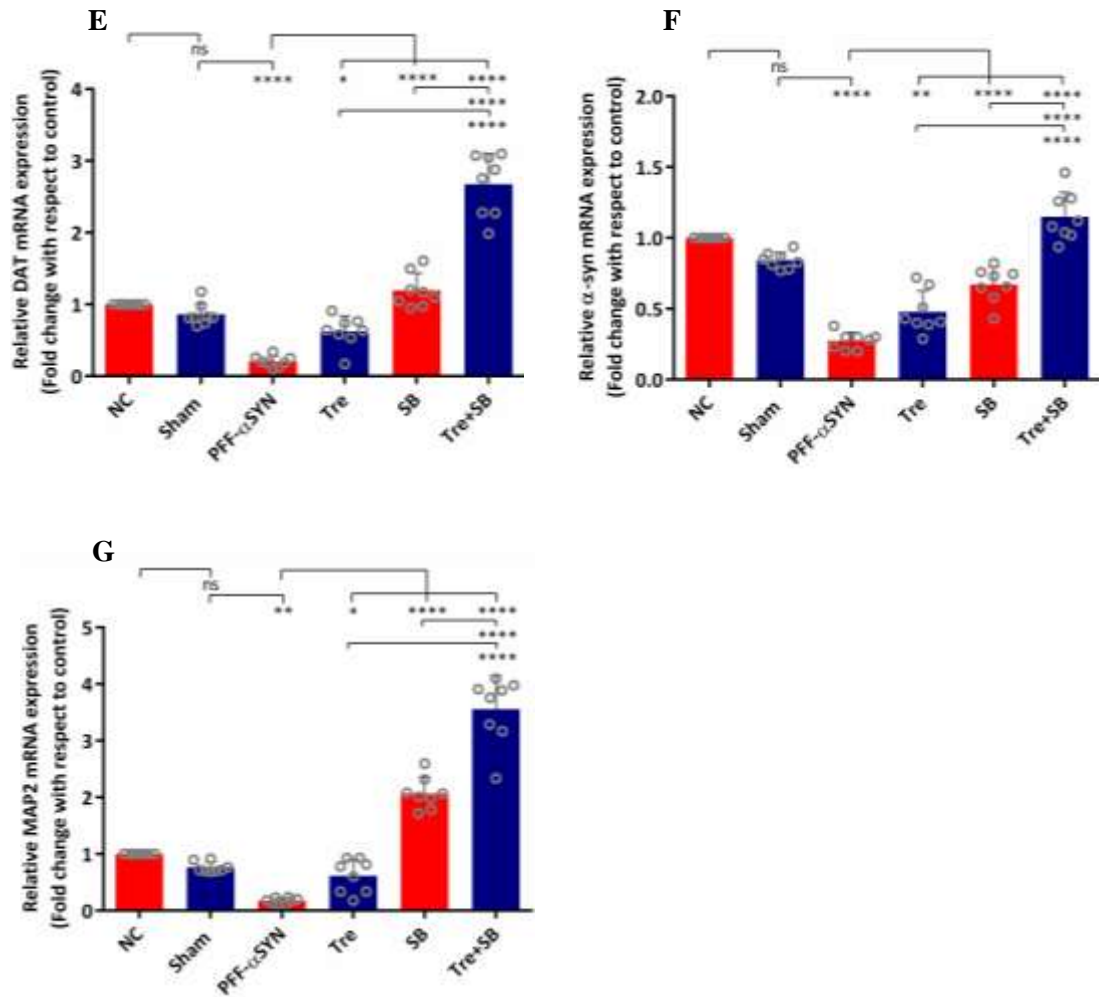 E
ns
**** * **** ****
****
****
Relative DAT mRNA expression
(Fold change with respect to control)
4
3
2
1
0
NC Sham PFF-αSYN Tre SB Tre+SB
F
ns
**** ** **** ****
****
****
Relative α-syn mRNA expression
(Fold change with respect to control)
2.0
1.5
1.0
0.5
0.0
NC Sham PFF-αSYN Tre SB Tre+SB
G
ns
** * **** ****
****
****
Relative MAP2 mRNA expression
(Fold change with respect to control)
5
4
3
2
1
0
NC Sham PFF-αSYN Tre SB Tre+SB